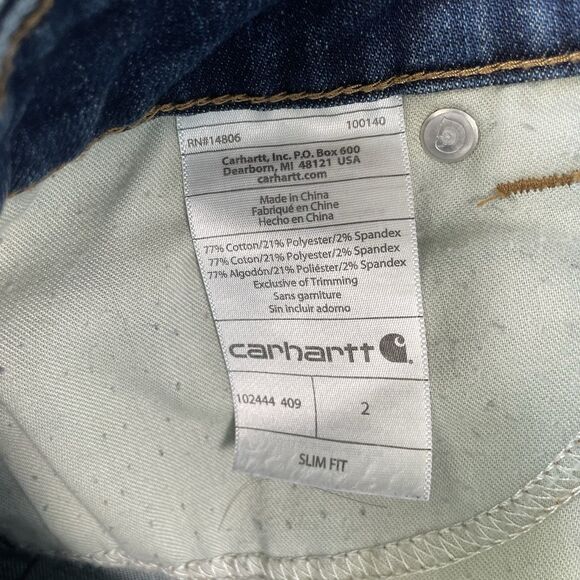 RN#14806 100140
Carhartt, Inc. P.O. Box 600
Dearborn, MI 48121 USA
carhartt.com
Made in China
Fabriqué en Chine
Hecho en China
77% Cotton/21% Polyester/2% Spandex
77% Coton/21% Polyester/2% Spandex
77% Algodón/21% Poliéster/2% Spandex
Exclusive of Trimming
Sans garniture
Sin incluir adorno
carhartt
102444 409 2
SLIM FIT